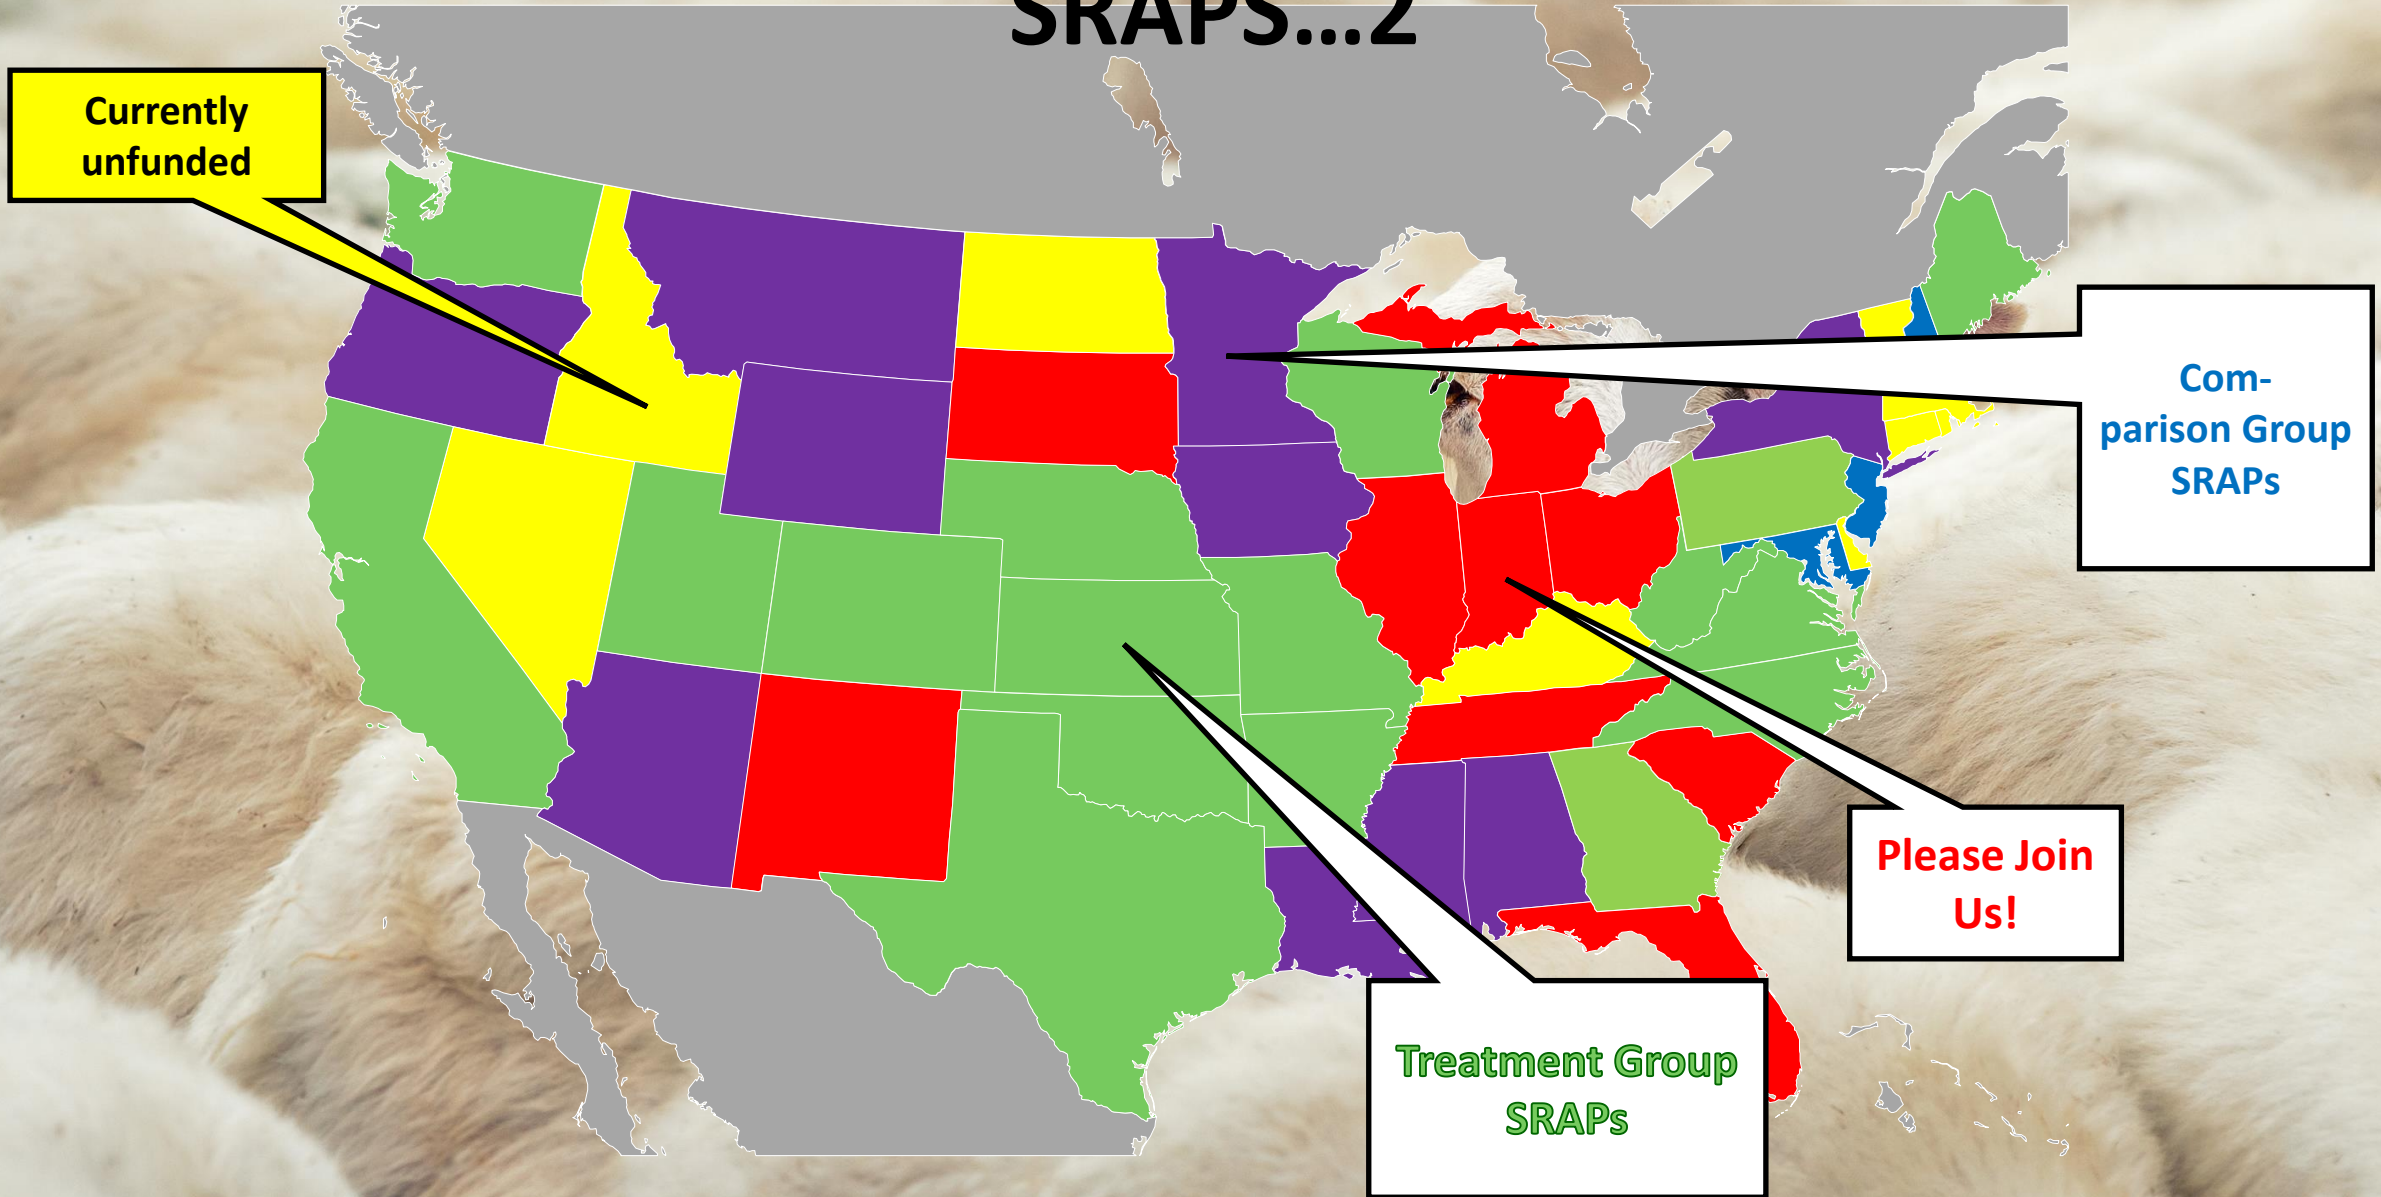 SRAPS...2
Currently
unfunded
Com-
parison Group
SRAPs
Please Join
Us!
Treatment Group
SRAPs